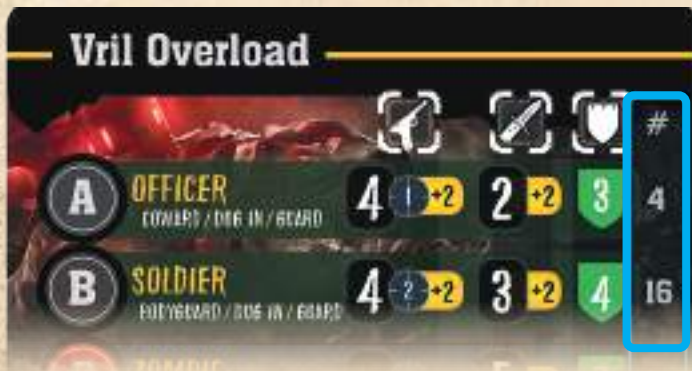 Vril Overload
#
A OFFICER 4 1 +2 2 +2 3 4
COWARD / DUG IN / GUARD
B SOLDIER 4 2 +2 3 +2 4 16
BODYGUARD / DUG IN / GUARD
ZOMBIE